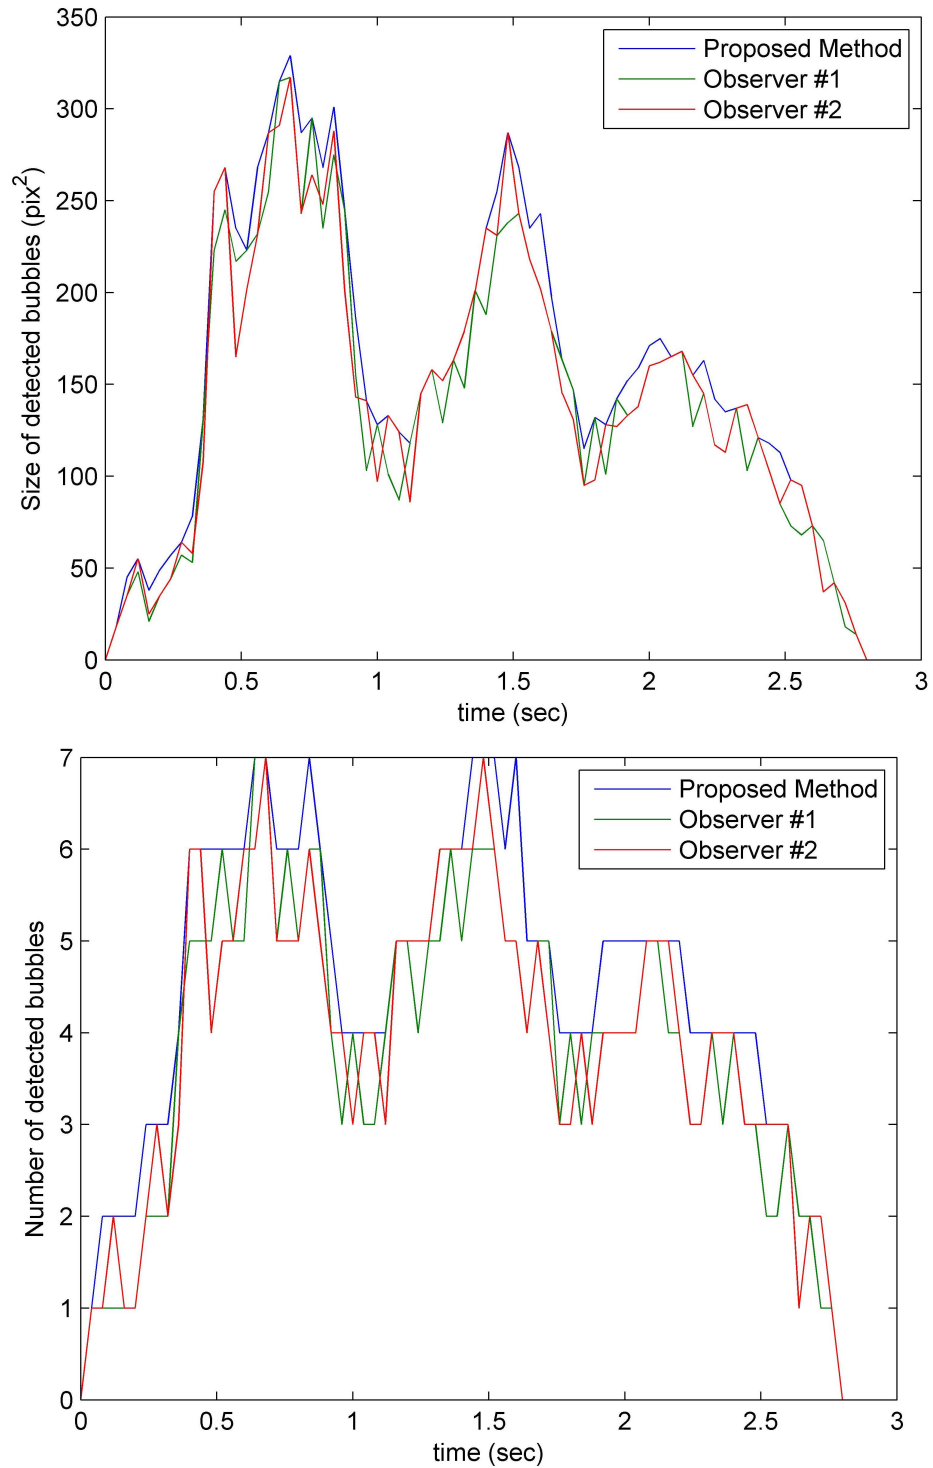 350
300
250
200
150
100
50
0
Size of detected bubbles (pix²)
Proposed Method
Observer #1
Observer #2
0 0.5 1 1.5 2 2.5 3
time (sec)
7
6
5
4
3
2
1
0
Number of detected bubbles
Proposed Method
Observer #1
Observer #2
0 0.5 1 1.5 2 2.5 3
time (sec)